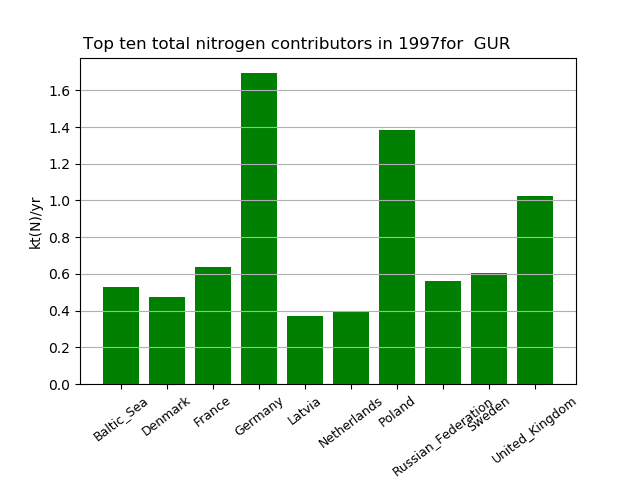 Top ten total nitrogen contributors in 1997for  GUR
kt(N)/yr
1.6
1.4
1.2
1.0
0.8
0.6
0.4
0.2
0.0
Baltic_Sea
Denmark
France
Germany
Latvia
Netherlands
Poland
Russian_Federation
Sweden
United_Kingdom